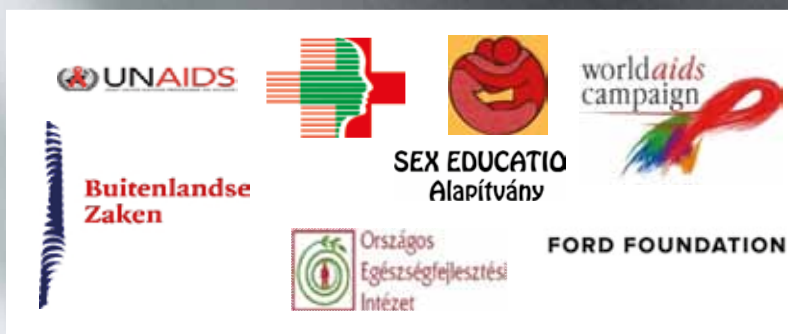 UNAIDS
worldaids
campaign
SEX EDUCATIO
Alapítvány
Buitenlandse
Zaken
Országos
Egészségfejlesztési
Intézet
FORD FOUNDATION